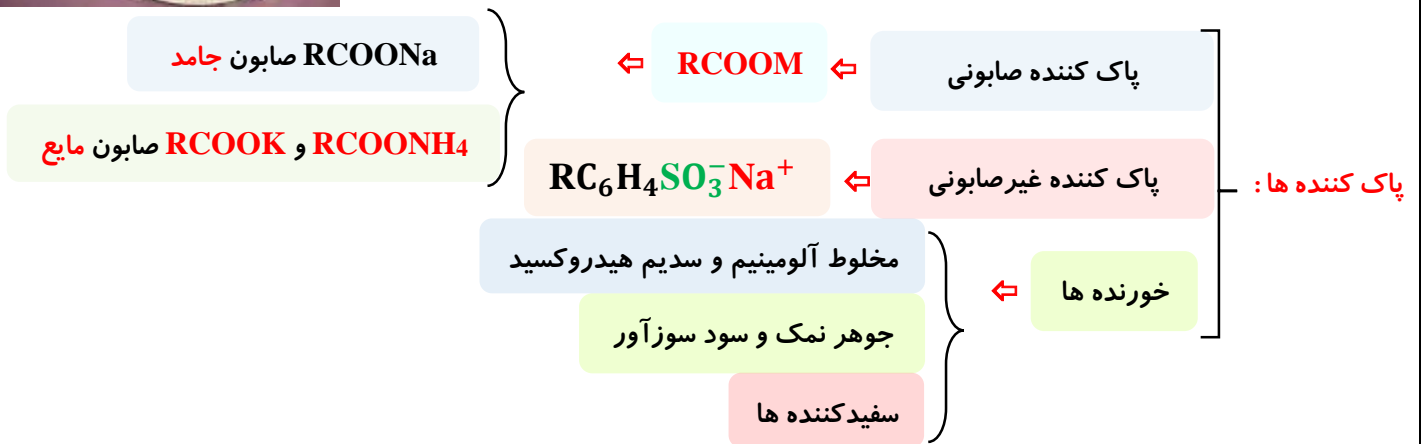 پاک کننده ها :
پاک کننده صابونی ⇦ RCOOM ⇦
RCOONa صابون جامد
RCOONH4 و RCOOK صابون مایع
پاک کننده غیرصابونی ⇦ RC₆H₄SO₃⁻Na⁺
خورنده ها ⇦
مخلوط آلومینیم و سدیم هیدروکسید
جوهر نمک و سود سوزآور
سفیدکننده ها